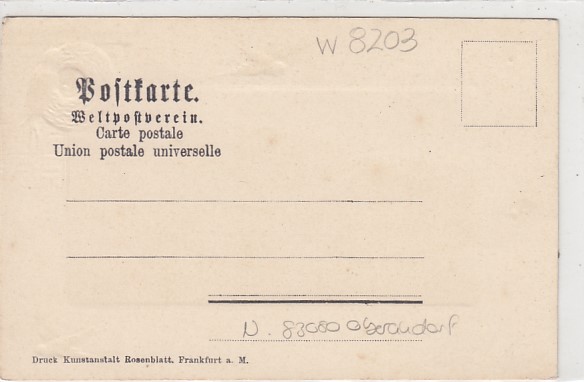 W 8203
Postkarte.
Weltpostverein.
Carte postale
Union postale universelle
N. 83080 Oberaudorf
Druck Kunstanstalt Rosenblatt, Frankfurt a. M.